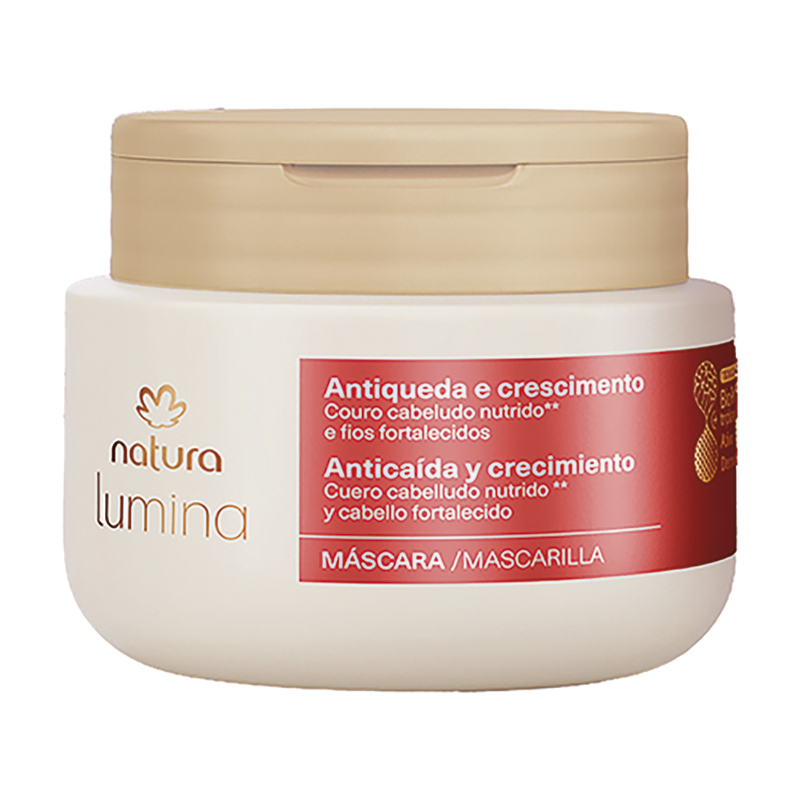 natura
lumina
Antiqueda e crescimento
Couro cabeludo nutrido**
e fios fortalecidos
Anticaída y crecimiento
Cuero cabelludo nutrido **
y cabello fortalecido
MÁSCARA /MASCARILLA